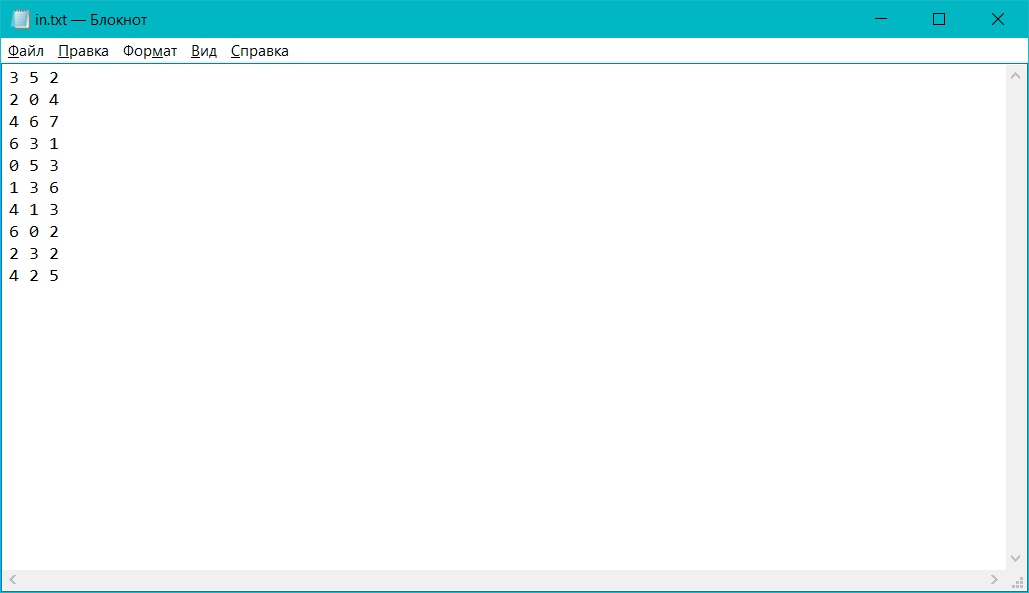 in.txt — Блокнот
Файл Правка Формат Вид Справка
3 5 2
2 0 4
4 6 7
6 3 1
0 5 3
1 3 6
4 1 3
6 0 2
2 3 2
4 2 5